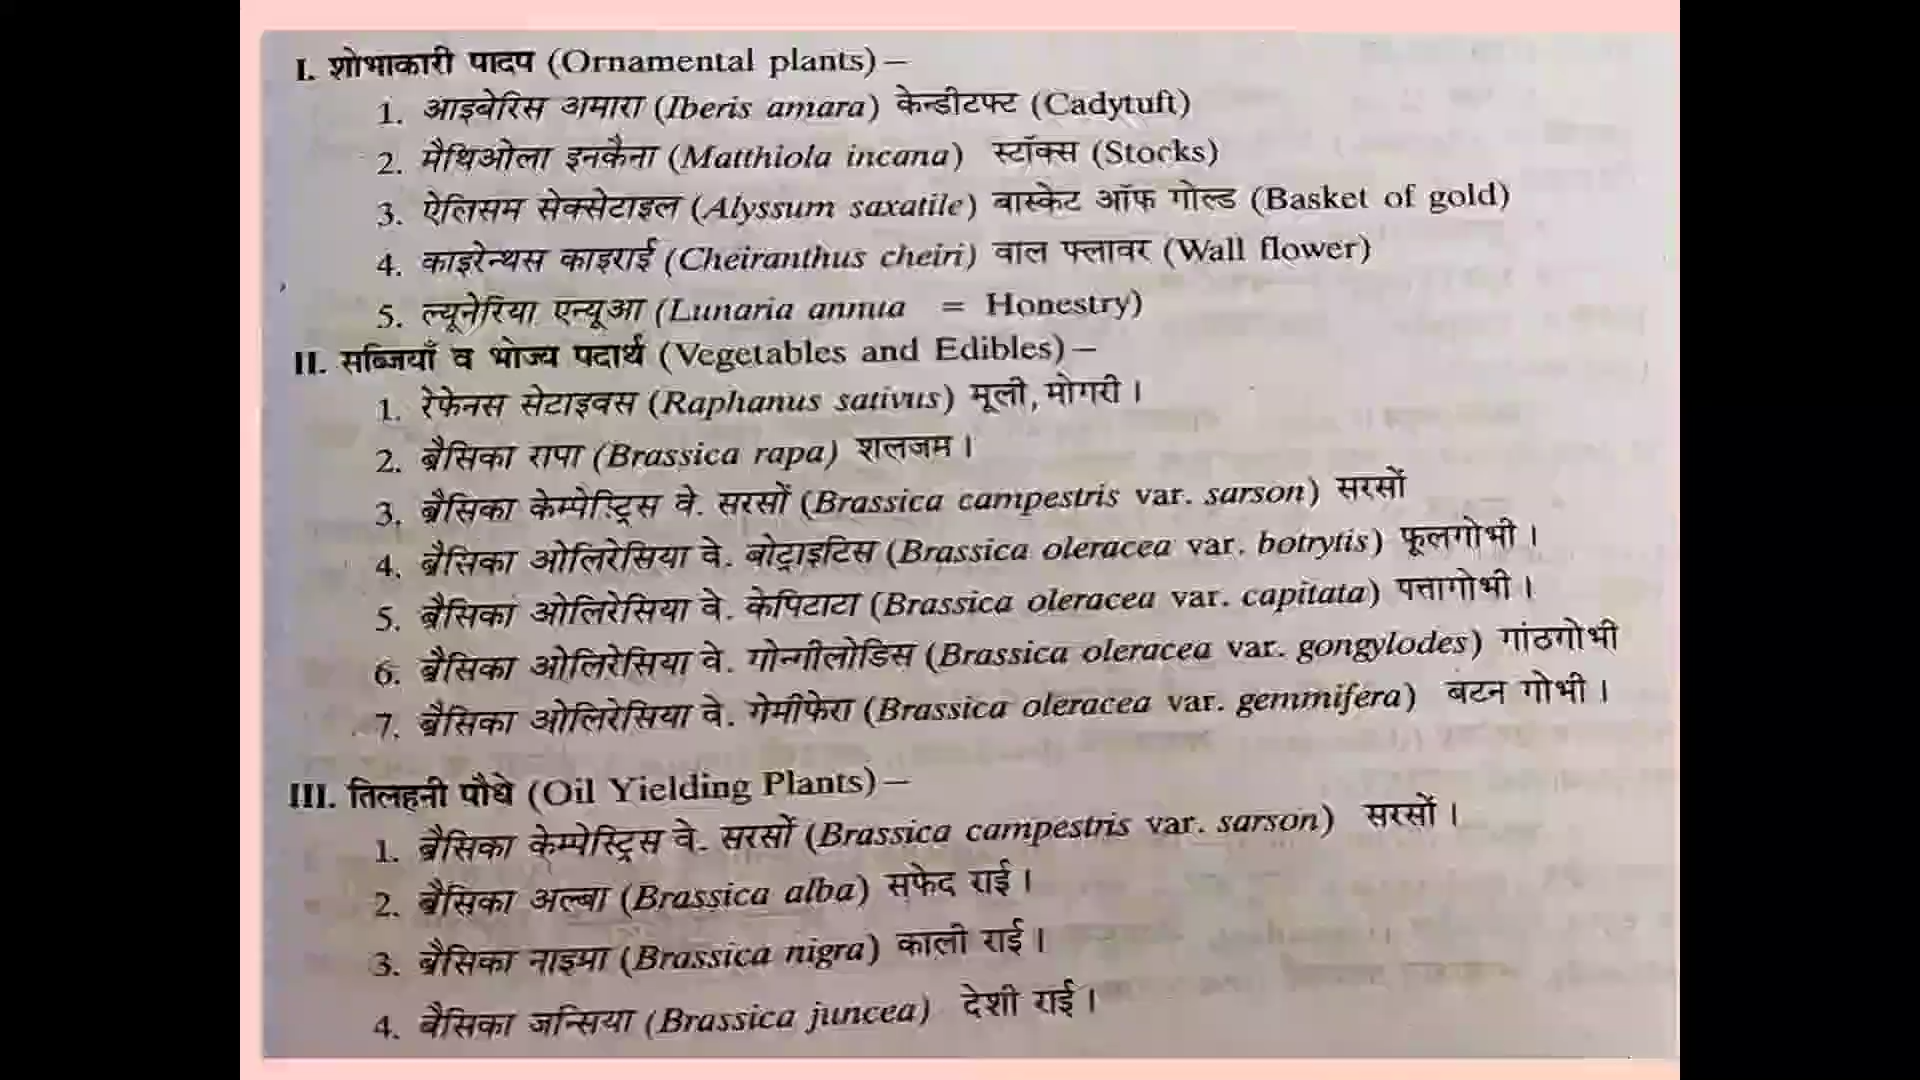 I. शोभाकारी पादप (Ornamental plants) –
1. आइबेरिस अमारा (Iberis amara) केन्डीटफ्ट (Cadytuft)
2. मैथिओला इनकैना (Matthiola incana) स्टॉक्स (Stocks)
3. ऐलिसम सेक्सेटाइल (Alyssum saxatile) बास्केट ऑफ गोल्ड (Basket of gold)
4. काइरेन्थस काइराई (Cheiranthus cheiri) वाल फ्लावर (Wall flower)
5. ल्यूनेरिया एन्यूआ (Lunaria annua = Honestry)
II. सब्जियाँ व भोज्य पदार्थ (Vegetables and Edibles) –
1. रेफेनस सेटाइवस (Raphanus sativus) मूली, मोगरी ।
2. ब्रैसिका रापा (Brassica rapa) शलजम ।
3. ब्रैसिका केम्पेस्ट्रिस वे. सरसों (Brassica campestris var. sarson) सरसों
4. ब्रैसिका ओलिरेसिया वे. बोट्राइटिस (Brassica oleracea var. botrytis) फूलगोभी ।
5. ब्रैसिका ओलिरेसिया वे. केपिटाटा (Brassica oleracea var. capitata) पत्तागोभी ।
6. ब्रैसिका ओलिरेसिया वे. गोन्गीलोडिस (Brassica oleracea var. gongylodes) गांठगोभी
7. ब्रैसिका ओलिरेसिया वे. गेमीफेरा (Brassica oleracea var. gemmifera) बटन गोभी ।
III. तिलहनी पौधे (Oil Yielding Plants) –
1. ब्रैसिका केम्पेस्ट्रिस वे. सरसों (Brassica campestris var. sarson) सरसों ।
2. ब्रैसिका अल्बा (Brassica alba) सफेद राई ।
3. ब्रैसिका नाइग्रा (Brassica nigra) काली राई ।
4. ब्रैसिका जन्सिया (Brassica juncea) देशी राई ।